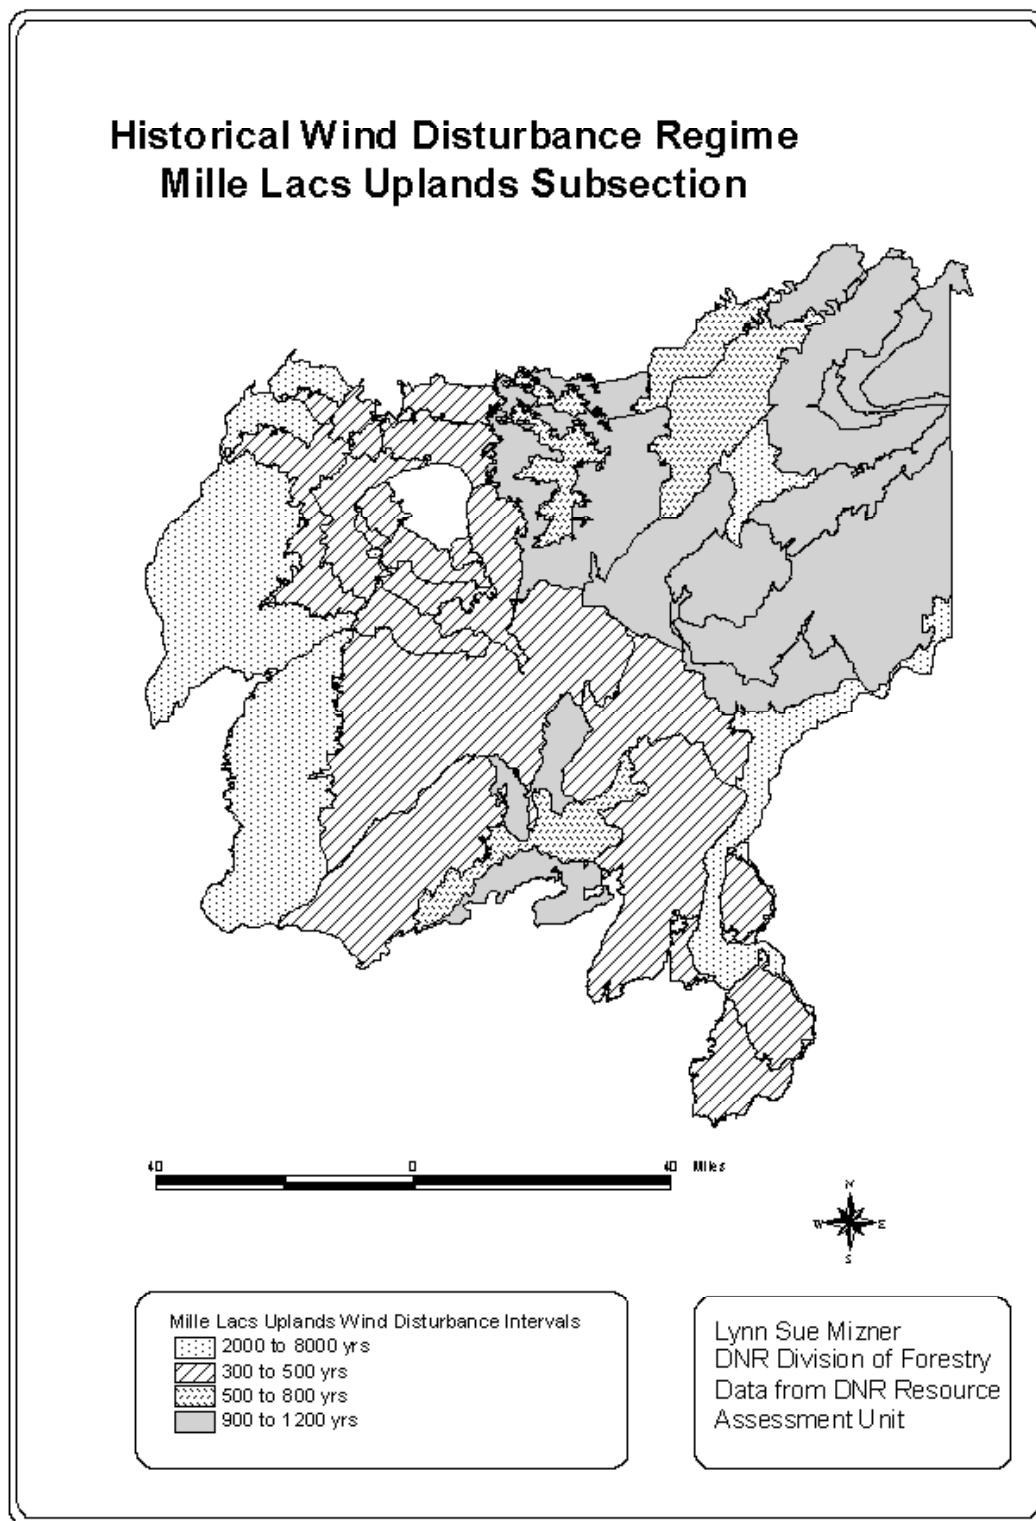 Historical Wind Disturbance Regime
Mille Lacs Uplands Subsection
40 0 40 Miles
N
W E
S
Mille Lacs Uplands Wind Disturbance Intervals
2000 to 8000 yrs
300 to 500 yrs
500 to 800 yrs
900 to 1200 yrs
Lynn Sue Mizner
DNR Division of Forestry
Data from DNR Resource
Assessment Unit